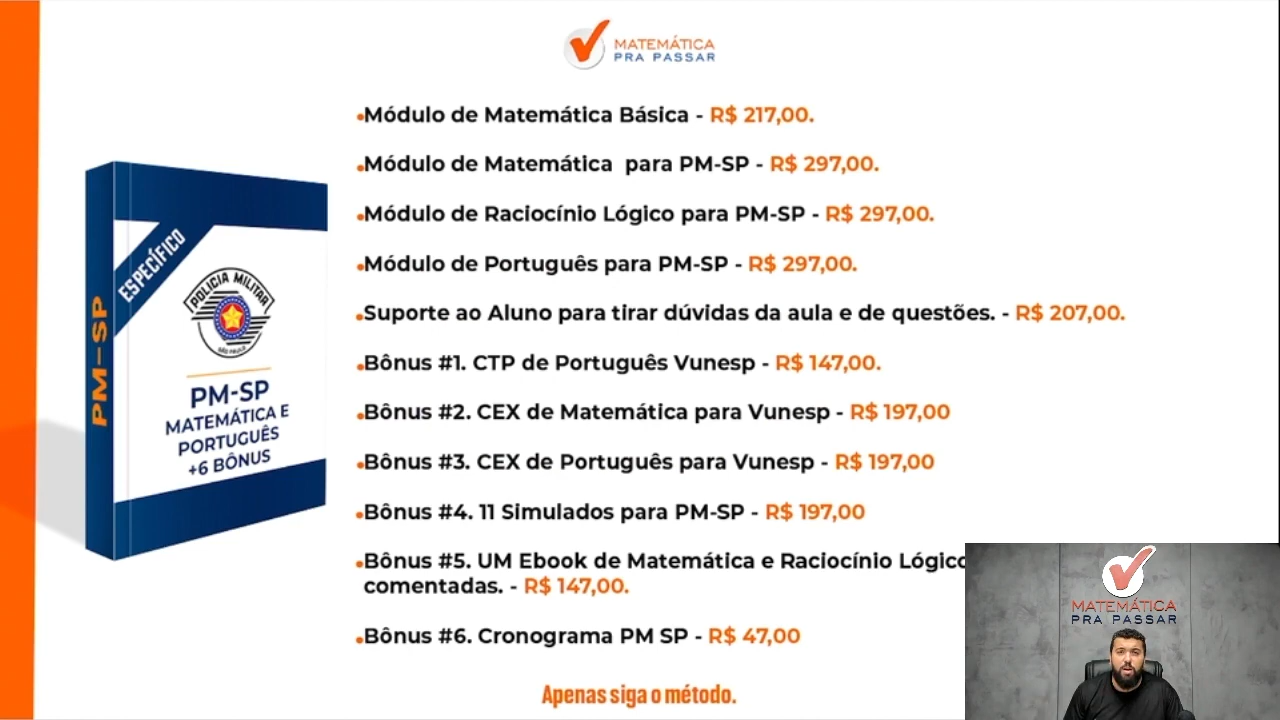 MATEMÁTICA
PRA PASSAR
•Módulo de Matemática Básica - R$ 217,00.
•Módulo de Matemática para PM-SP - R$ 297,00.
•Módulo de Raciocínio Lógico para PM-SP - R$ 297,00.
•Módulo de Português para PM-SP - R$ 297,00.
•Suporte ao Aluno para tirar dúvidas da aula e de questões. - R$ 207,00.
•Bônus #1. CTP de Português Vunesp - R$ 147,00.
•Bônus #2. CEX de Matemática para Vunesp - R$ 197,00
•Bônus #3. CEX de Português para Vunesp - R$ 197,00
•Bônus #4. 11 Simulados para PM-SP - R$ 197,00
•Bônus #5. UM Ebook de Matemática e Raciocínio Lógico
comentadas. - R$ 147,00.
•Bônus #6. Cronograma PM SP - R$ 47,00
Apenas siga o método.
PM-SP
ESPECÍFICO
POLÍCIA MILITAR
SÃO PAULO
PM-SP
MATEMÁTICA E
PORTUGUÊS
+6 BÔNUS
MATEMÁTICA
PRA PASSAR